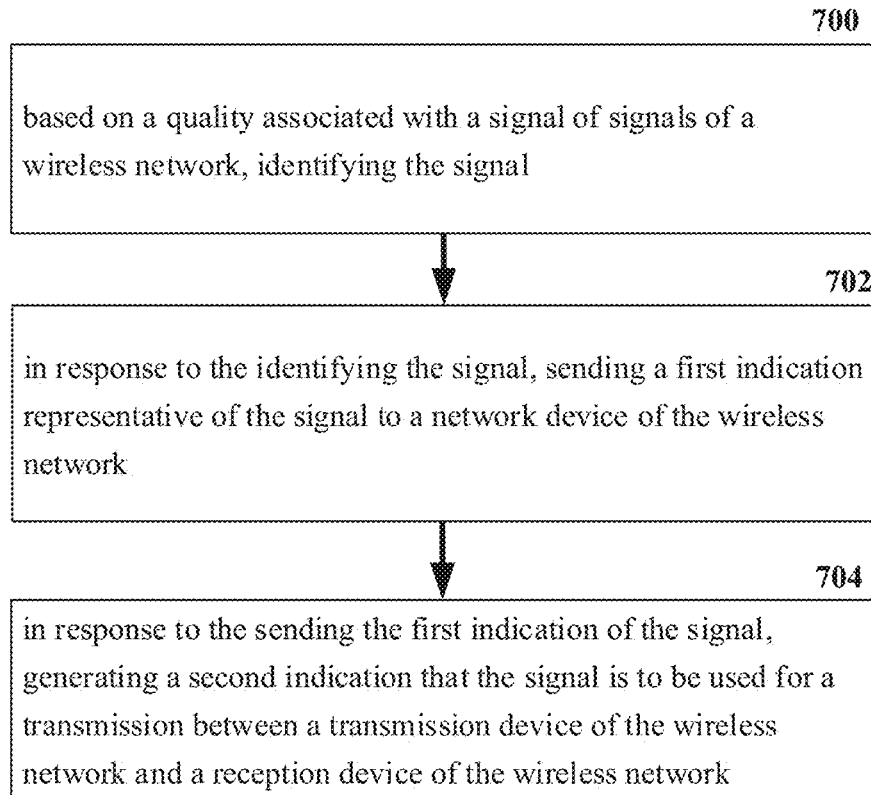 700
based on a quality associated with a signal of signals of a
wireless network, identifying the signal
702
in response to the identifying the signal, sending a first indication
representative of the signal to a network device of the wireless
network
704
in response to the sending the first indication of the signal,
generating a second indication that the signal is to be used for a
transmission between a transmission device of the wireless
network and a reception device of the wireless network